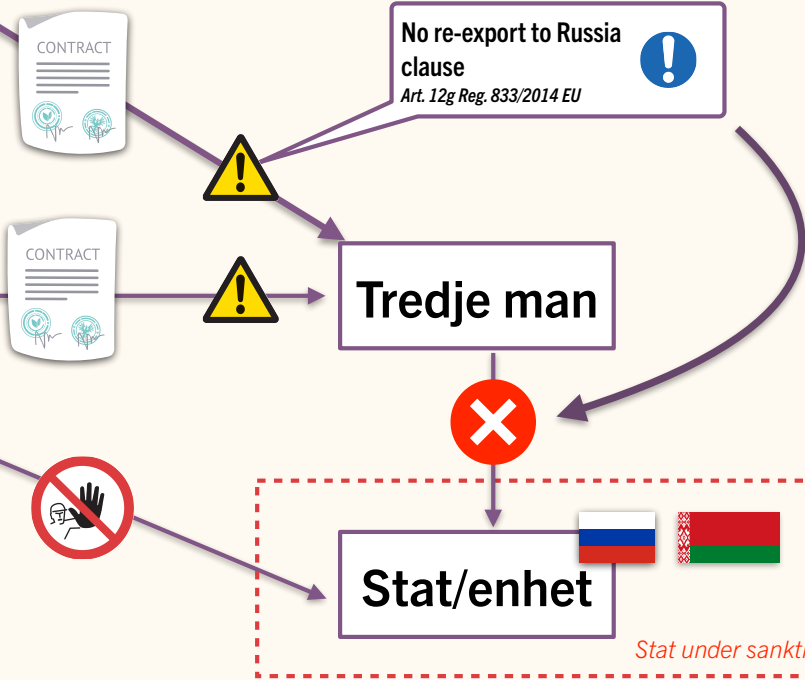 CONTRACT
No re-export to Russia
clause
Art. 12g Reg. 833/2014 EU
CONTRACT
Tredje man
Stat/enhet
Stat under